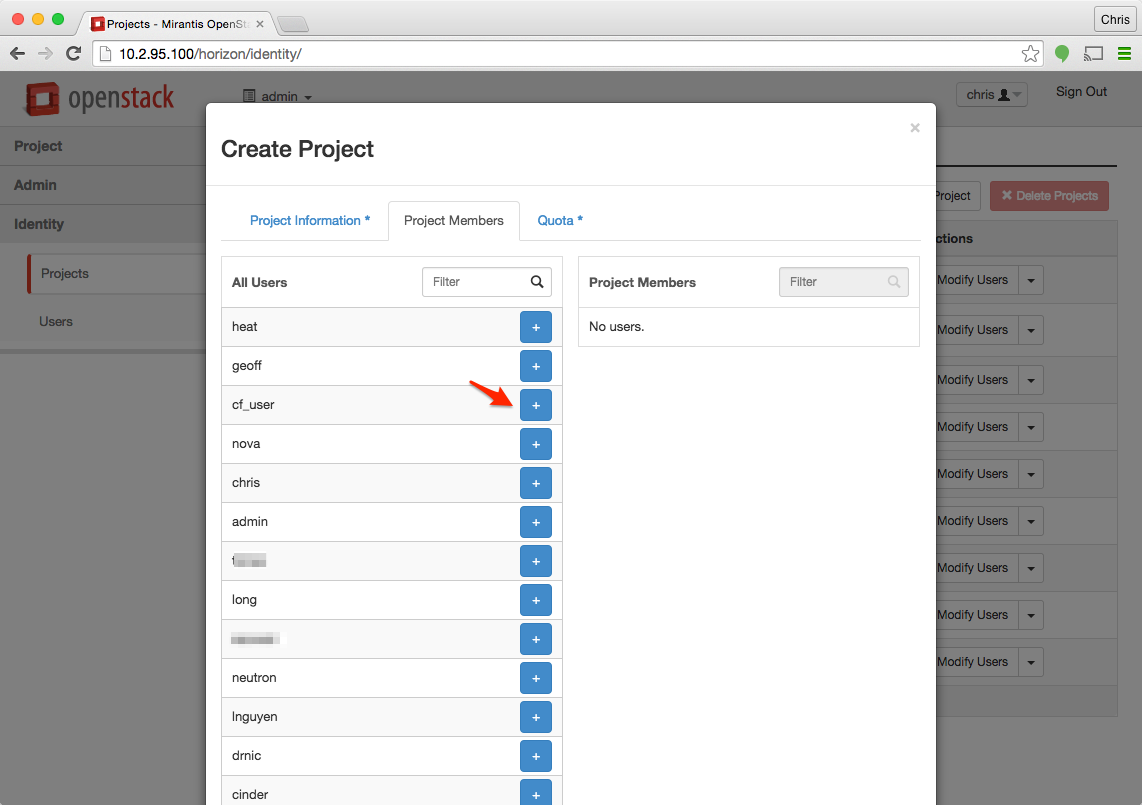 Projects - Mirantis OpenSt
Chris
10.2.95.100/horizon/identity/
openstack
admin
chris
Sign Out
Project
Admin
Identity
Projects
Users
Create Project
Project Information *
Project Members
Quota *
Project
Delete Projects
All Users
Filter
Project Members
Filter
No users.
heat
geoff
cf_user
nova
chris
admin
long
neutron
lnguyen
drnic
cinder
ctions
Modify Users
Modify Users
Modify Users
Modify Users
Modify Users
Modify Users
Modify Users
Modify Users
Modify Users